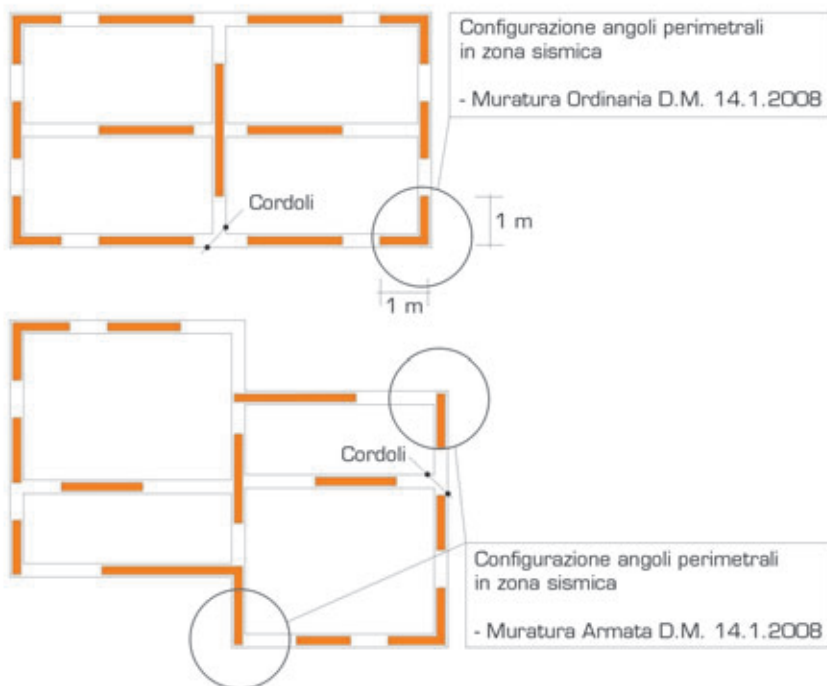 Configurazione angoli perimetrali
in zona sismica
- Muratura Ordinaria D.M. 14.1.2008
Cordoli
1 m
1 m
Cordoli
Configurazione angoli perimetrali
in zona sismica
- Muratura Armata D.M. 14.1.2008